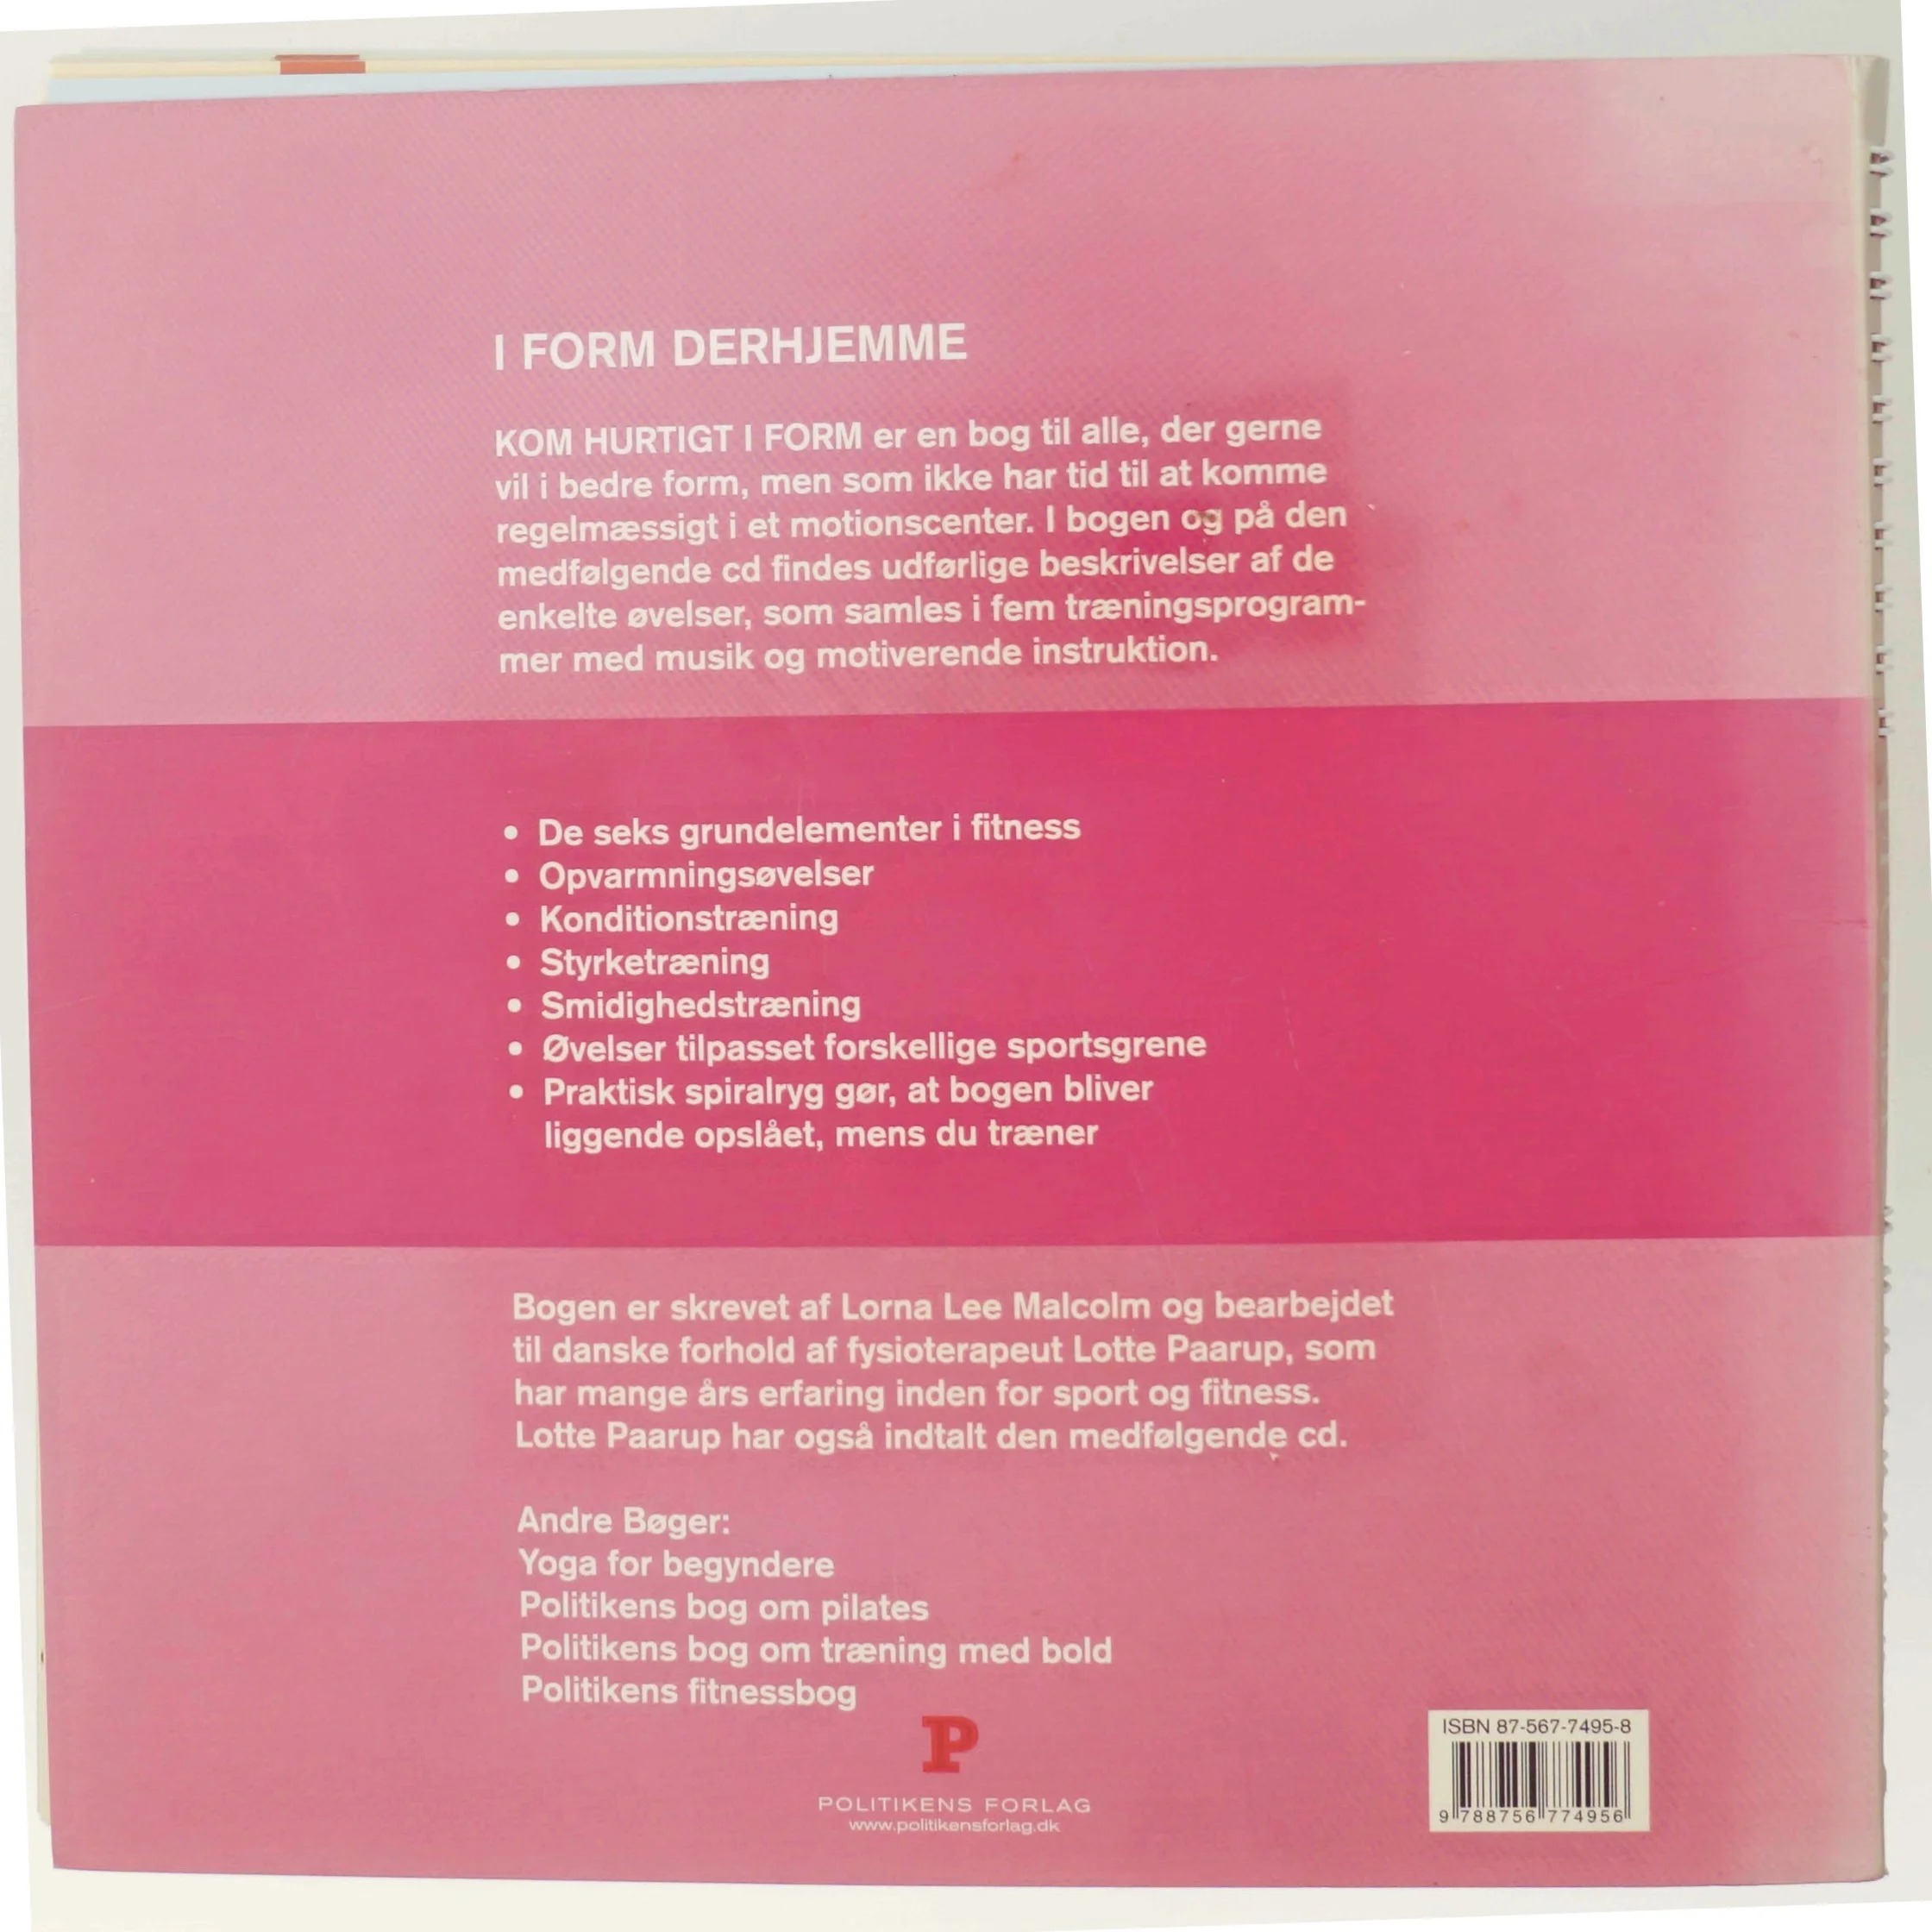 I FORM DERHJEMME
KOM HURTIGT I FORM er en bog til alle, der gerne
vil i bedre form, men som ikke har tid til at komme
regelmæssigt i et motionscenter. I bogen og på den
medfølgende cd findes udførlige beskrivelser af de
enkelte øvelser, som samles i fem træningsprogram-
mer med musik og motiverende instruktion.
• De seks grundelementer i fitness
• Opvarmningsøvelser
• Konditionstræning
• Styrketræning
• Smidighedstræning
• Øvelser tilpasset forskellige sportsgrene
• Praktisk spiralryg gør, at bogen bliver
liggende opslået, mens du træner
Bogen er skrevet af Lorna Lee Malcolm og bearbejdet
til danske forhold af fysioterapeut Lotte Paarup, som
har mange års erfaring inden for sport og fitness.
Lotte Paarup har også indtalt den medfølgende cd.
Andre Bøger:
Yoga for begyndere
Politikens bog om pilates
Politikens bog om træning med bold
Politikens fitnessbog
P
POLITIKENS FORLAG
www.politikensforlag.dk
ISBN 87-567-7495-8
9 788756 774956